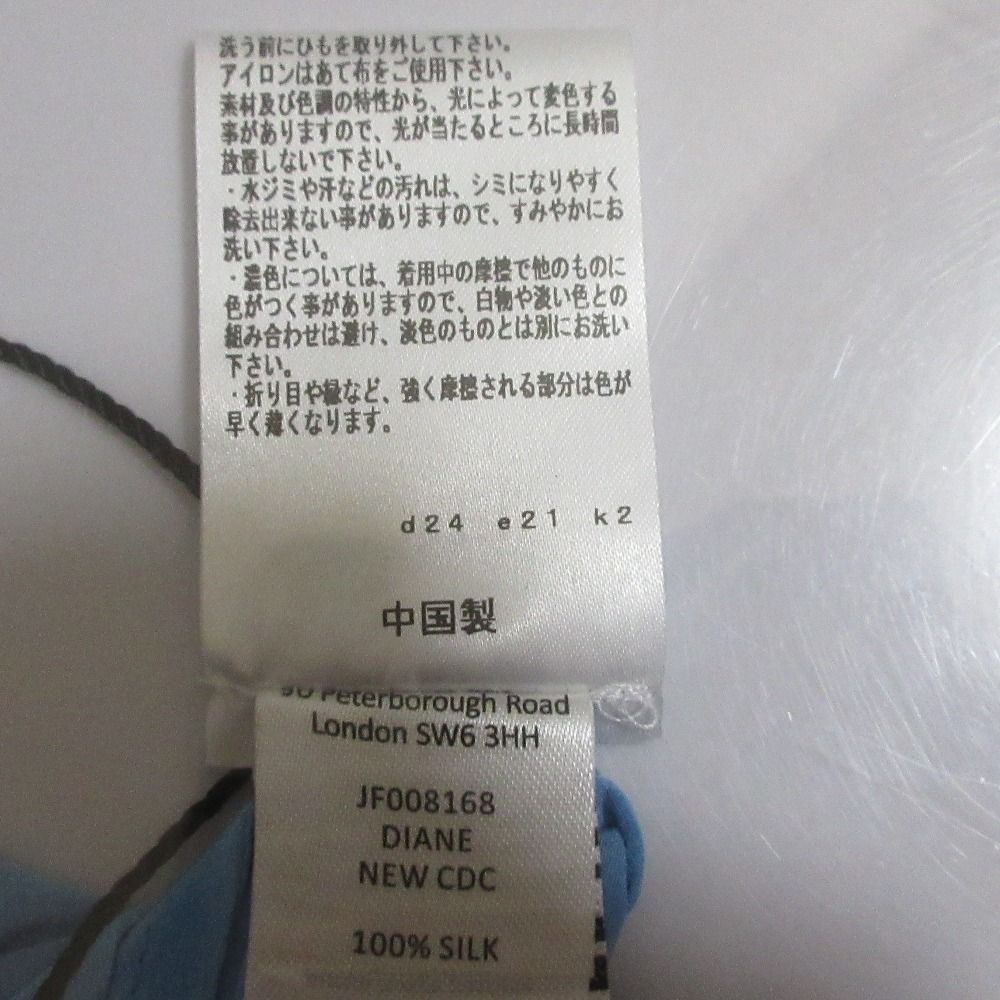 洗う前にひもを取り外して下さい。
アイロンはあて布をご使用下さい。
素材及び色調の特性から、光によって変色する
事がありますので、光が当たるところに長時間
放置しないで下さい。
・水ジミや汗などの汚れは、シミになりやすく
除去出来ない事がありますので、すみやかにお
洗い下さい。
・濃色については、着用中の摩擦で他のものに
色がつく事がありますので、白物や淡い色との
組み合わせは避け、淡色のものとは別にお洗い
下さい。
・折り目や縁など、強く摩擦される部分は色が
早く薄くなります。
d24 e21 k2
中国製
Peterborough Road
London SW6 3HH
JF008168
DIANE
NEW CDC
100% SILK